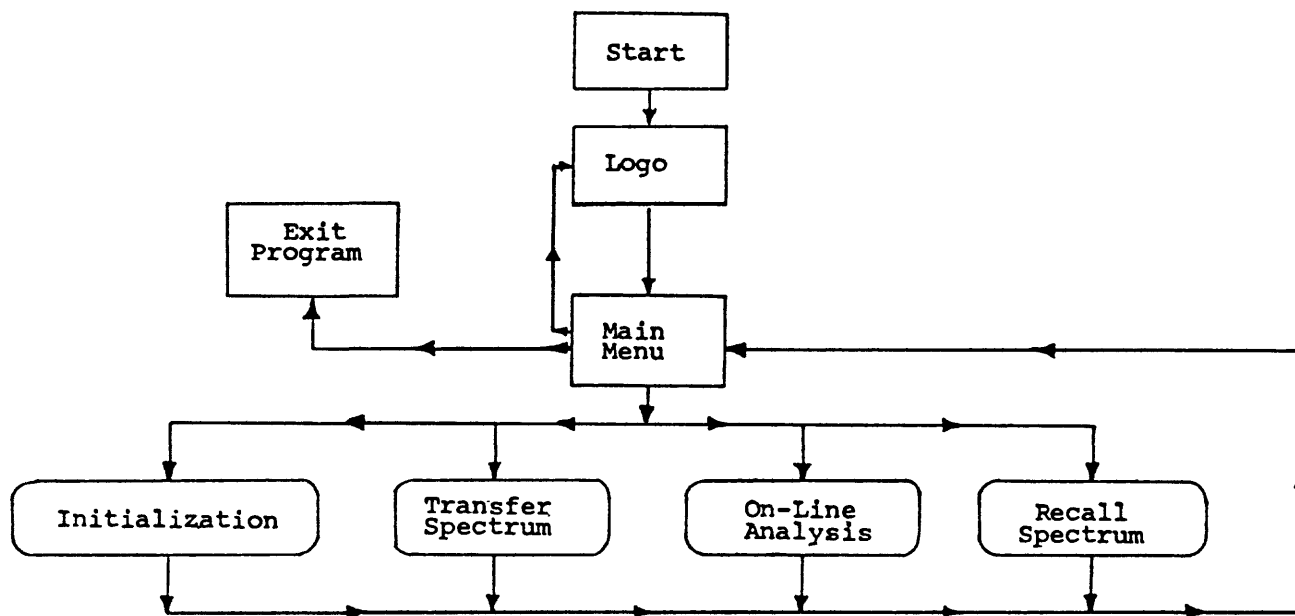 Start
Logo
Exit
Program
Main
Menu
Initialization
Transfer
Spectrum
On-Line
Analysis
Recall
Spectrum